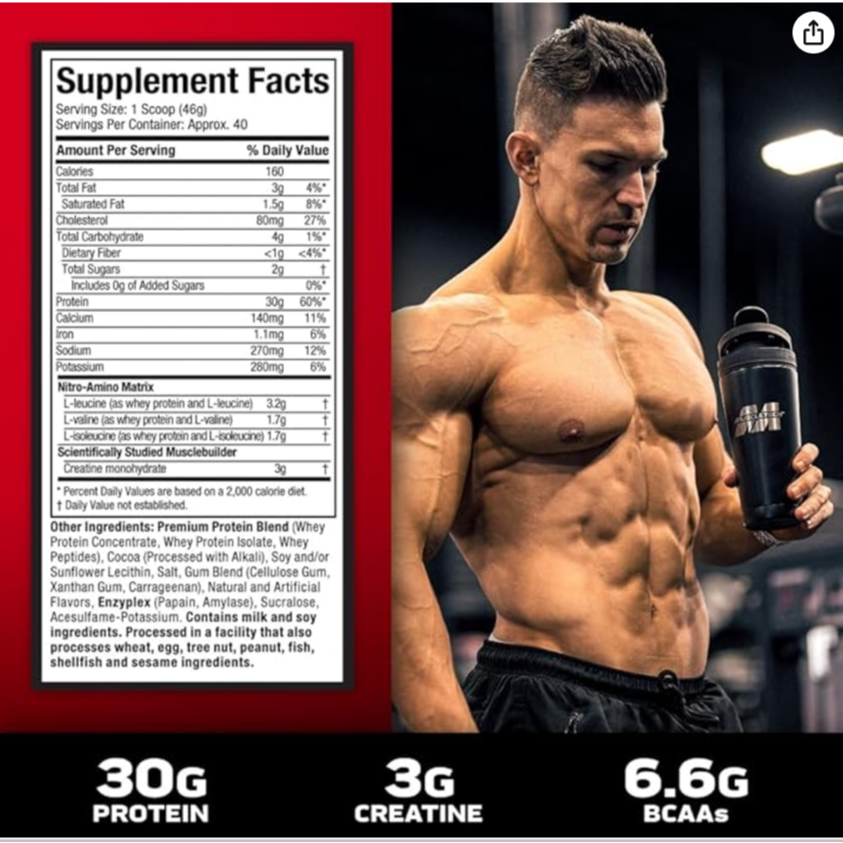 Supplement Facts
Serving Size: 1 Scoop (46g)
Servings Per Container: Approx. 40
Amount Per Serving % Daily Value
Calories 160
Total Fat 3g 4%*
Saturated Fat 1.5g 8%*
Cholesterol 80mg 27%
Total Carbohydrate 4g 1%*
Dietary Fiber <1g <4%*
Total Sugars 2g †
Includes 0g of Added Sugars 0%*
Protein 30g 60%*
Calcium 140mg 11%
Iron 1.1mg 6%
Sodium 270mg 12%
Potassium 280mg 6%
Nitro-Amino Matrix
L-leucine (as whey protein and L-leucine) 3.2g †
L-valine (as whey protein and L-valine) 1.7g †
L-isoleucine (as whey protein and L-isoleucine) 1.7g †
Scientifically Studied Musclebuilder
Creatine monohydrate 3g †
* Percent Daily Values are based on a 2,000 calorie diet.
† Daily Value not established.
Other Ingredients: Premium Protein Blend (Whey
Protein Concentrate, Whey Protein Isolate, Whey
Peptides), Cocoa (Processed with Alkali), Soy and/or
Sunflower Lecithin, Salt, Gum Blend (Cellulose Gum,
Xanthan Gum, Carrageenan), Natural and Artificial
Flavors, Enzyplex (Papain, Amylase), Sucralose,
Acesulfame-Potassium. Contains milk and soy
ingredients. Processed in a facility that also
processes wheat, egg, tree nut, peanut, fish,
shellfish and sesame ingredients.
30G
PROTEIN
3G
CREATINE
6.6G
BCAAs